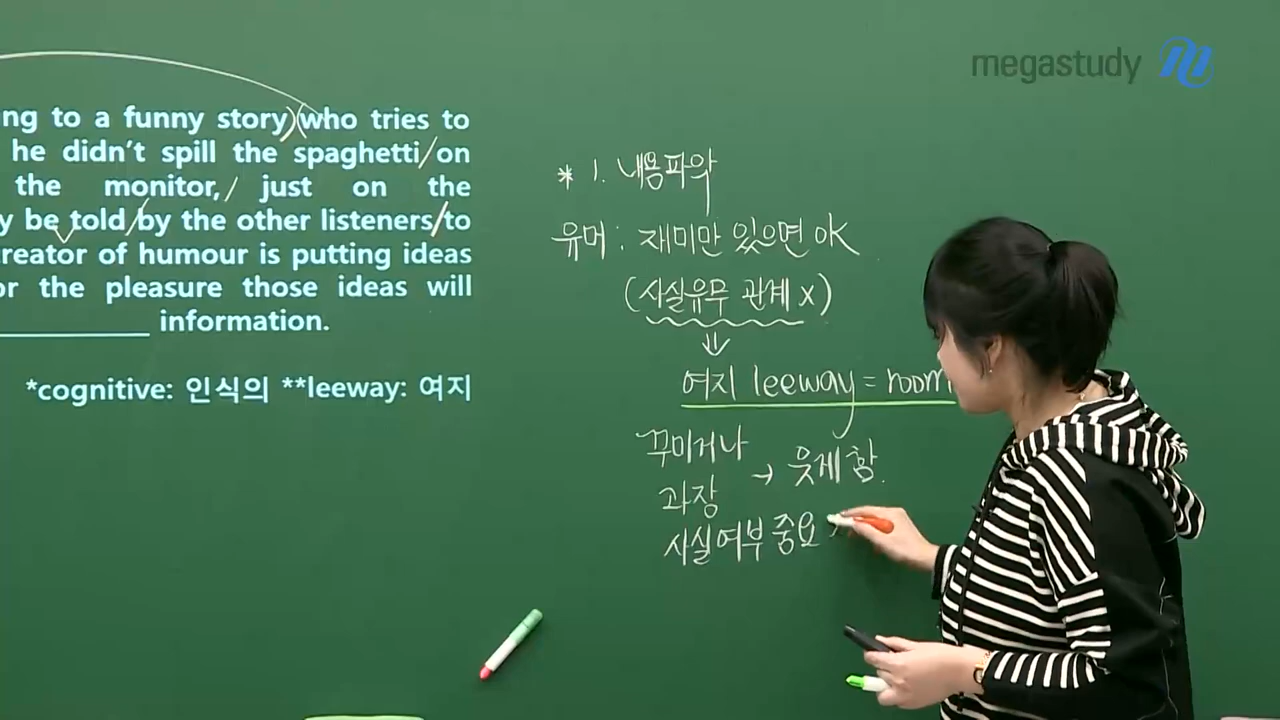 megastudy
ng to a funny story)(who tries to
he didn't spill the spaghetti/on
the monitor,/ just on the
y be told/by the other listeners/to
reator of humour is putting ideas
or the pleasure those ideas will
__________ information.
*cognitive: 인식의 **leeway: 여지
* 1. 내용파악
유머: 재미만 있으면 OK
(사실유무 관계 x)
⇓
여지 leeway = room
꾸미거나
과장 → 웃게 함.
사실여부 중요